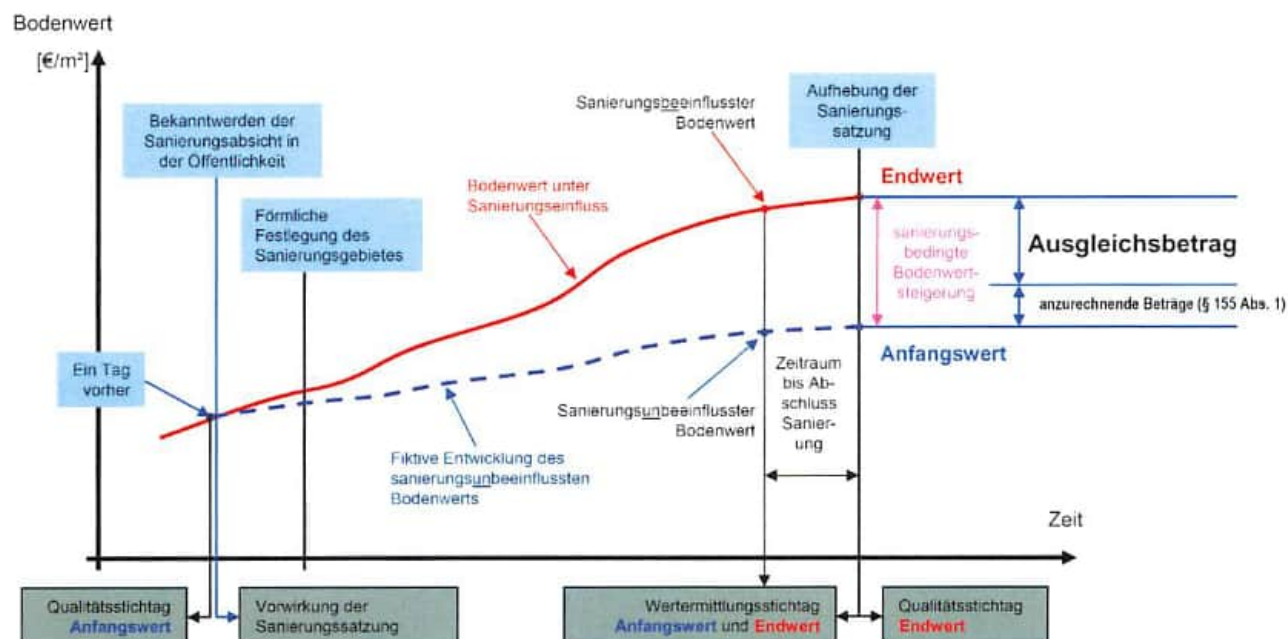 Bodenwert
[€/m²]
Bekanntwerden der
Sanierungsabsicht in
der Öffentlichkeit
Förmliche
Festlegung des
Sanierungsgebietes
Ein Tag
vorher
Bodenwert unter
Sanierungseinfluss
Sanierungsbeeinflusster
Bodenwert
Aufhebung der
Sanierungs-
satzung
Endwert
sanierungs-
bedingte
Bodenwert-
steigerung
Ausgleichsbetrag
anzurechnende Beträge (§ 155 Abs. 1)
Anfangswert
Zeitraum
bis Ab-
schluss
Sanier-
ung
Sanierungsunbeeinflusster
Bodenwert
Fiktive Entwicklung des
sanierungsunbeeinflussten
Bodenwerts
Zeit
Qualitätsstichtag
Anfangswert
Vorwirkung der
Sanierungssatzung
Wertermittlungsstichtag
Anfangswert und Endwert
Qualitätsstichtag
Endwert